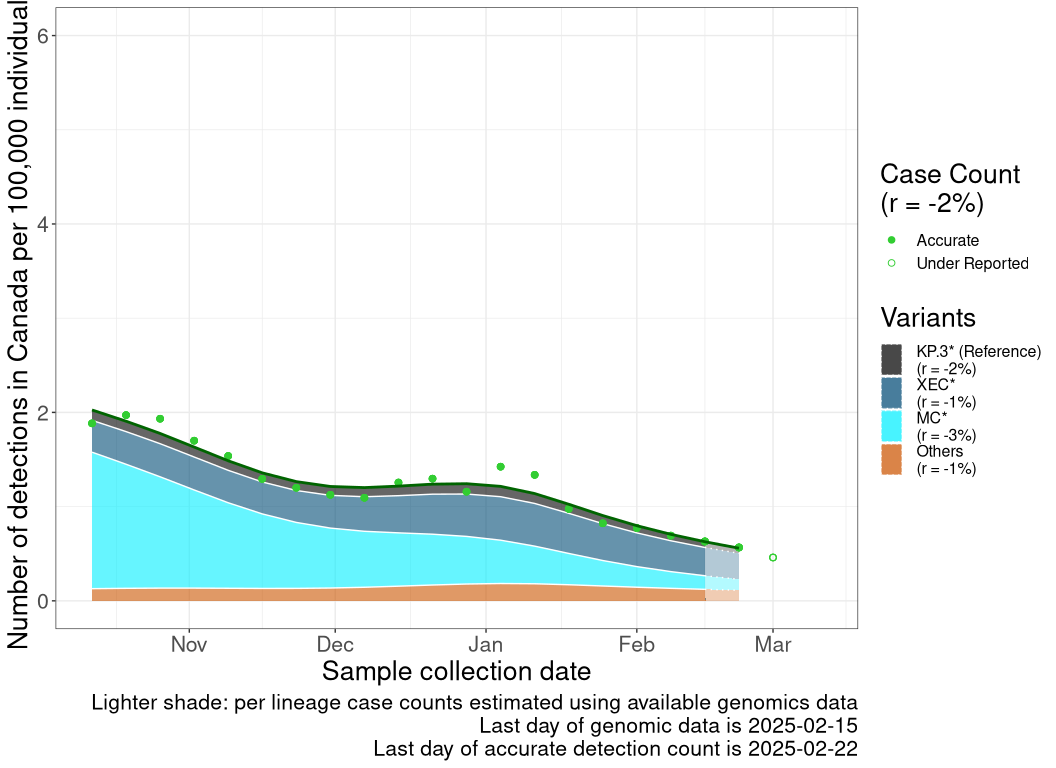 Number of detections in Canada per 100,000 individual
6
4
2
0
Nov
Dec
Jan
Feb
Mar
Sample collection date
Lighter shade: per lineage case counts estimated using available genomics data
Last day of genomic data is 2025-02-15
Last day of accurate detection count is 2025-02-22
Case Count
(r = -2%)
Accurate
Under Reported
Variants
KP.3* (Reference)
(r = -2%)
XEC*
(r = -1%)
MC*
(r = -3%)
Others
(r = -1%)